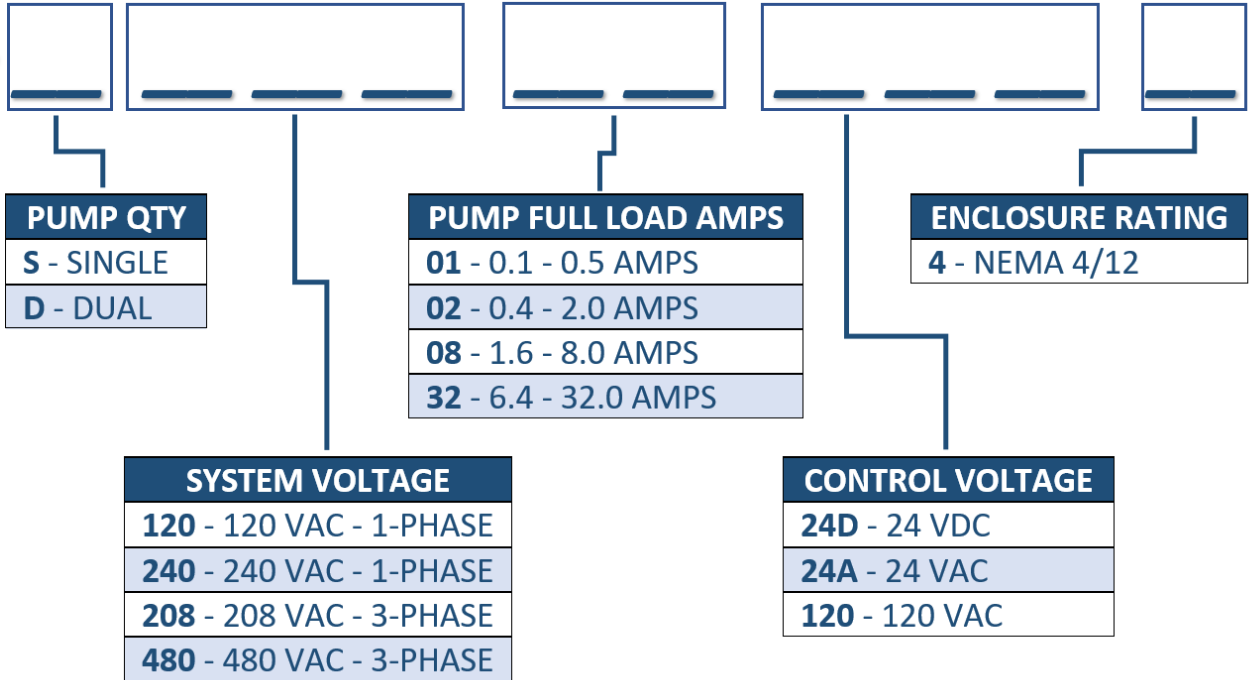 PUMP QTY
S - SINGLE
D - DUAL
PUMP FULL LOAD AMPS
01 - 0.1 - 0.5 AMPS
02 - 0.4 - 2.0 AMPS
08 - 1.6 - 8.0 AMPS
32 - 6.4 - 32.0 AMPS
ENCLOSURE RATING
4 - NEMA 4/12
SYSTEM VOLTAGE
120 - 120 VAC - 1-PHASE
240 - 240 VAC - 1-PHASE
208 - 208 VAC - 3-PHASE
480 - 480 VAC - 3-PHASE
CONTROL VOLTAGE
24D - 24 VDC
24A - 24 VAC
120 - 120 VAC